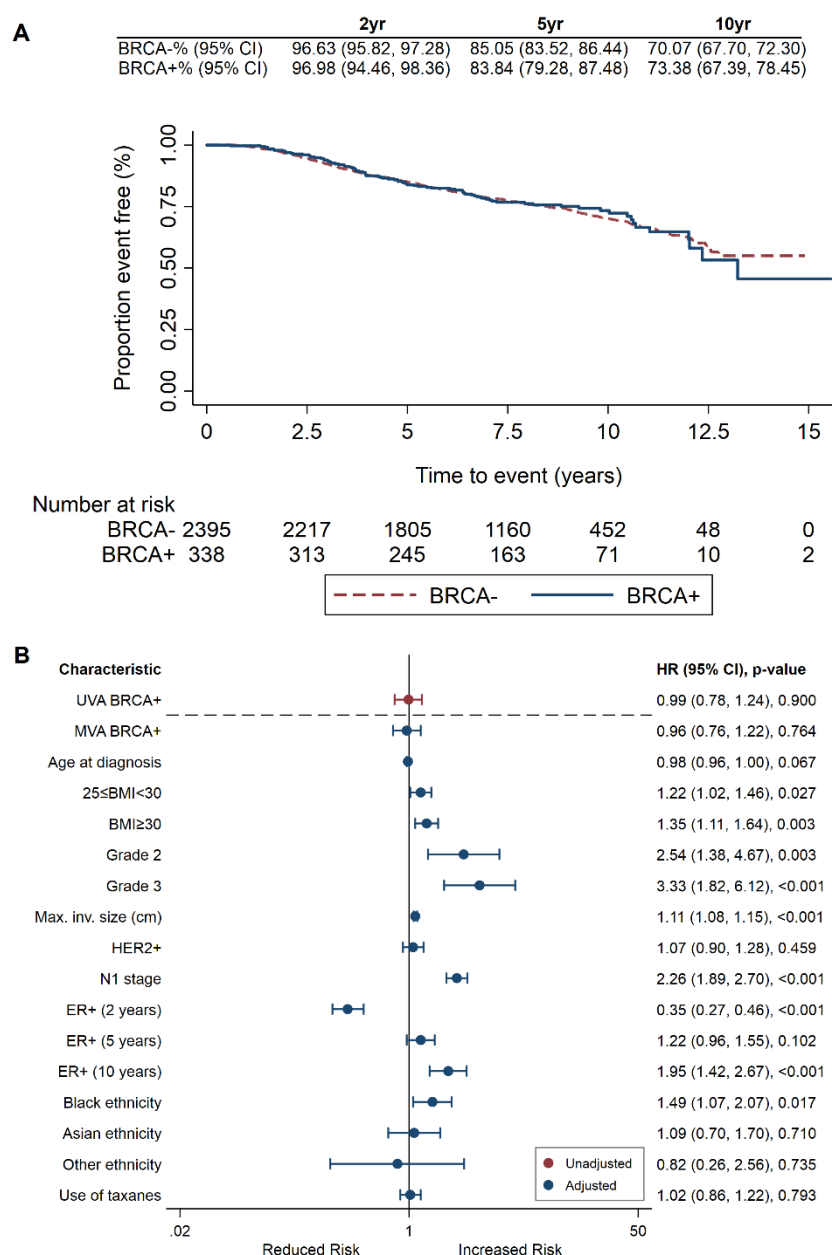 A
2yr 5yr 10yr
BRCA-% (95% CI) 96.63 (95.82, 97.28) 85.05 (83.52, 86.44) 70.07 (67.70, 72.30)
BRCA+% (95% CI) 96.98 (94.46, 98.36) 83.84 (79.28, 87.48) 73.38 (67.39, 78.45)
Proportion event free (%)
1.00
0.75
0.50
0.25
0.00
0 2.5 5 7.5 10 12.5 15
Time to event (years)
Number at risk
BRCA- 2395 2217 1805 1160 452 48 0
BRCA+ 338 313 245 163 71 10 2
BRCA- BRCA+
B
Characteristic HR (95% CI), p-value
UVA BRCA+ 0.99 (0.78, 1.24), 0.900
MVA BRCA+ 0.96 (0.76, 1.22), 0.764
Age at diagnosis 0.98 (0.96, 1.00), 0.067
25≤BMI<30 1.22 (1.02, 1.46), 0.027
BMI≥30 1.35 (1.11, 1.64), 0.003
Grade 2 2.54 (1.38, 4.67), 0.003
Grade 3 3.33 (1.82, 6.12), <0.001
Max. inv. size (cm) 1.11 (1.08, 1.15), <0.001
HER2+ 1.07 (0.90, 1.28), 0.459
N1 stage 2.26 (1.89, 2.70), <0.001
ER+ (2 years) 0.35 (0.27, 0.46), <0.001
ER+ (5 years) 1.22 (0.96, 1.55), 0.102
ER+ (10 years) 1.95 (1.42, 2.67), <0.001
Black ethnicity 1.49 (1.07, 2.07), 0.017
Asian ethnicity 1.09 (0.70, 1.70), 0.710
Other ethnicity 0.82 (0.26, 2.56), 0.735
Use of taxanes 1.02 (0.86, 1.22), 0.793
Unadjusted
Adjusted
.02 1 50
Reduced Risk Increased Risk